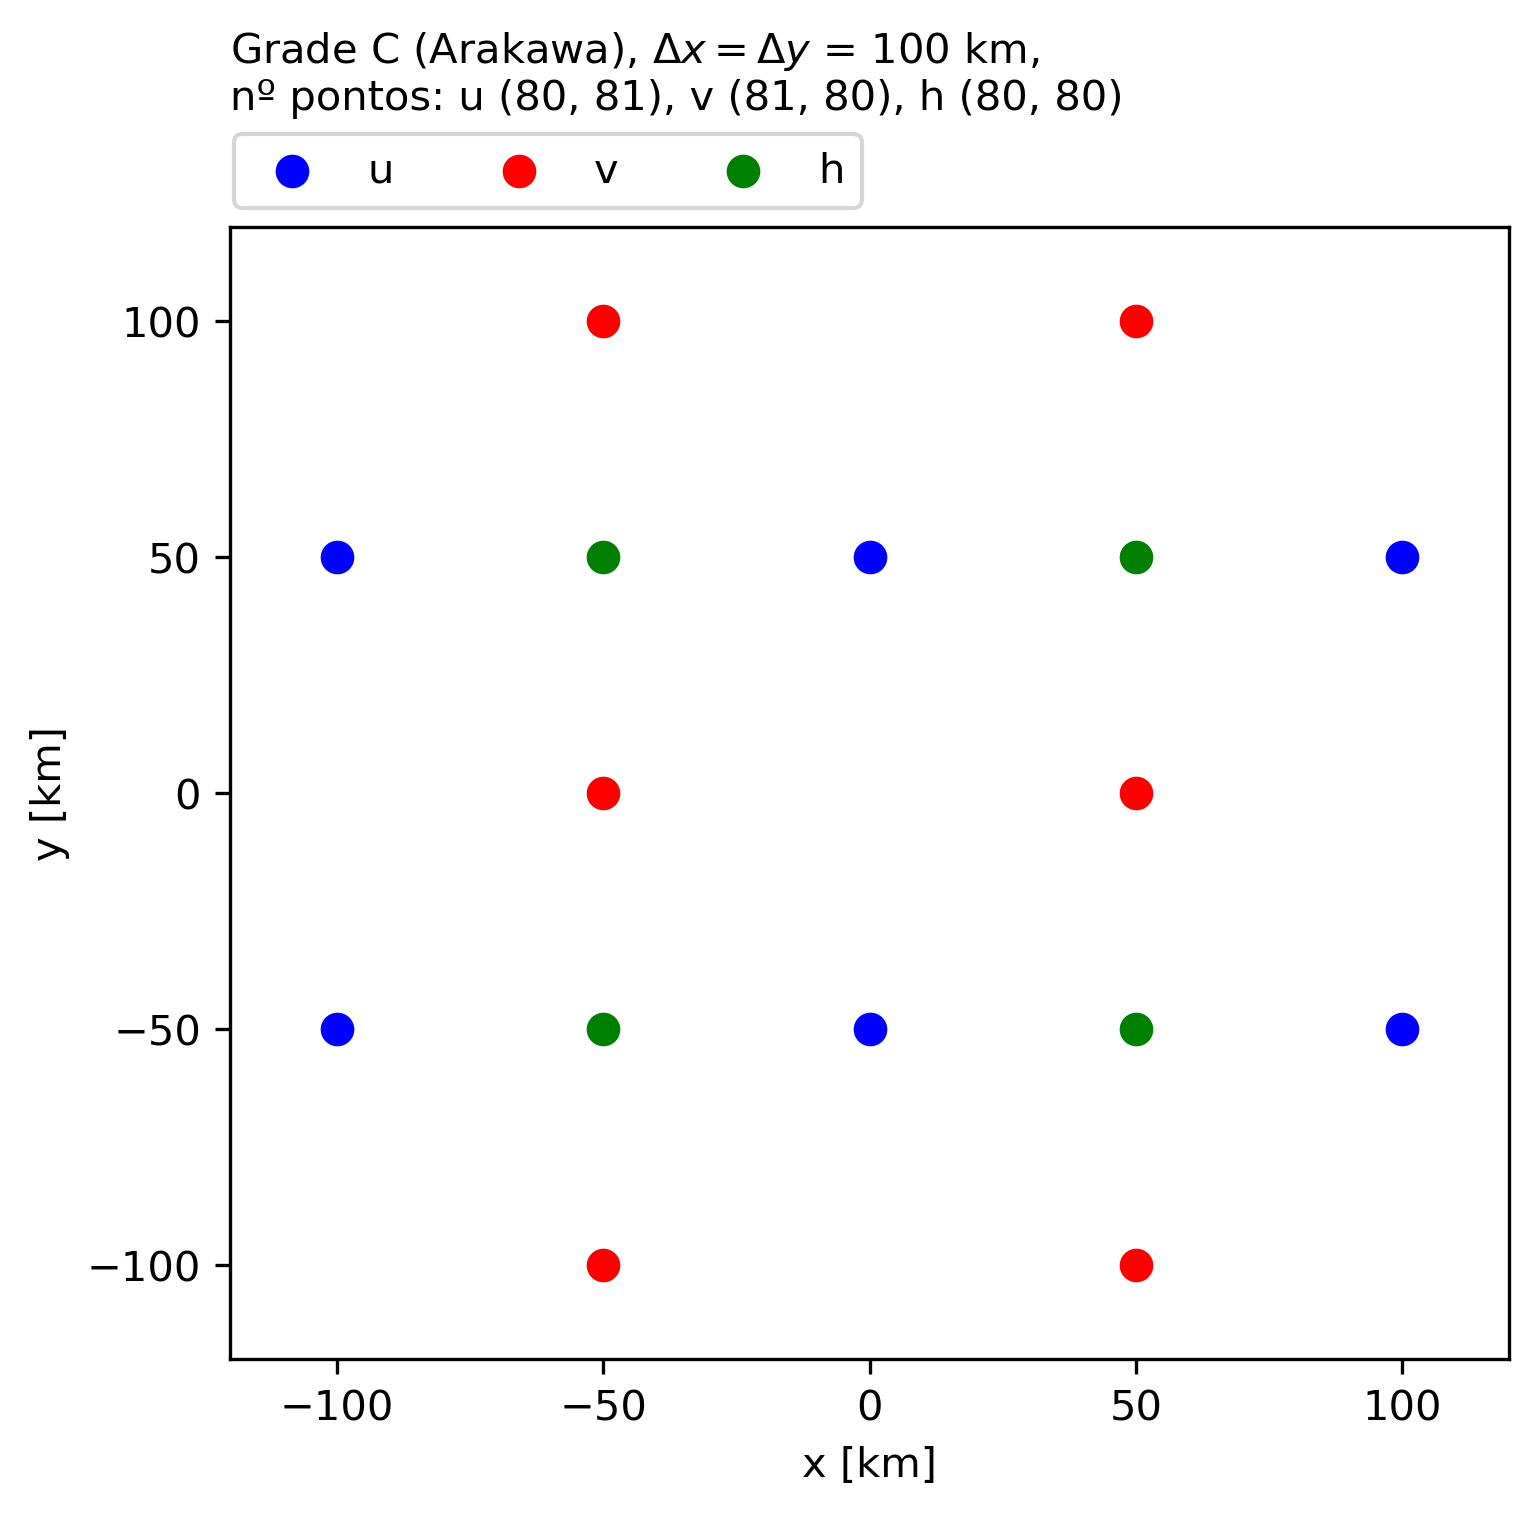 Grade C (Arakawa), Δx = Δy = 100 km,
nº pontos: u (80, 81), v (81, 80), h (80, 80)
u v h
100
50
0
−50
−100
y [km]
−100 −50 0 50 100
x [km]